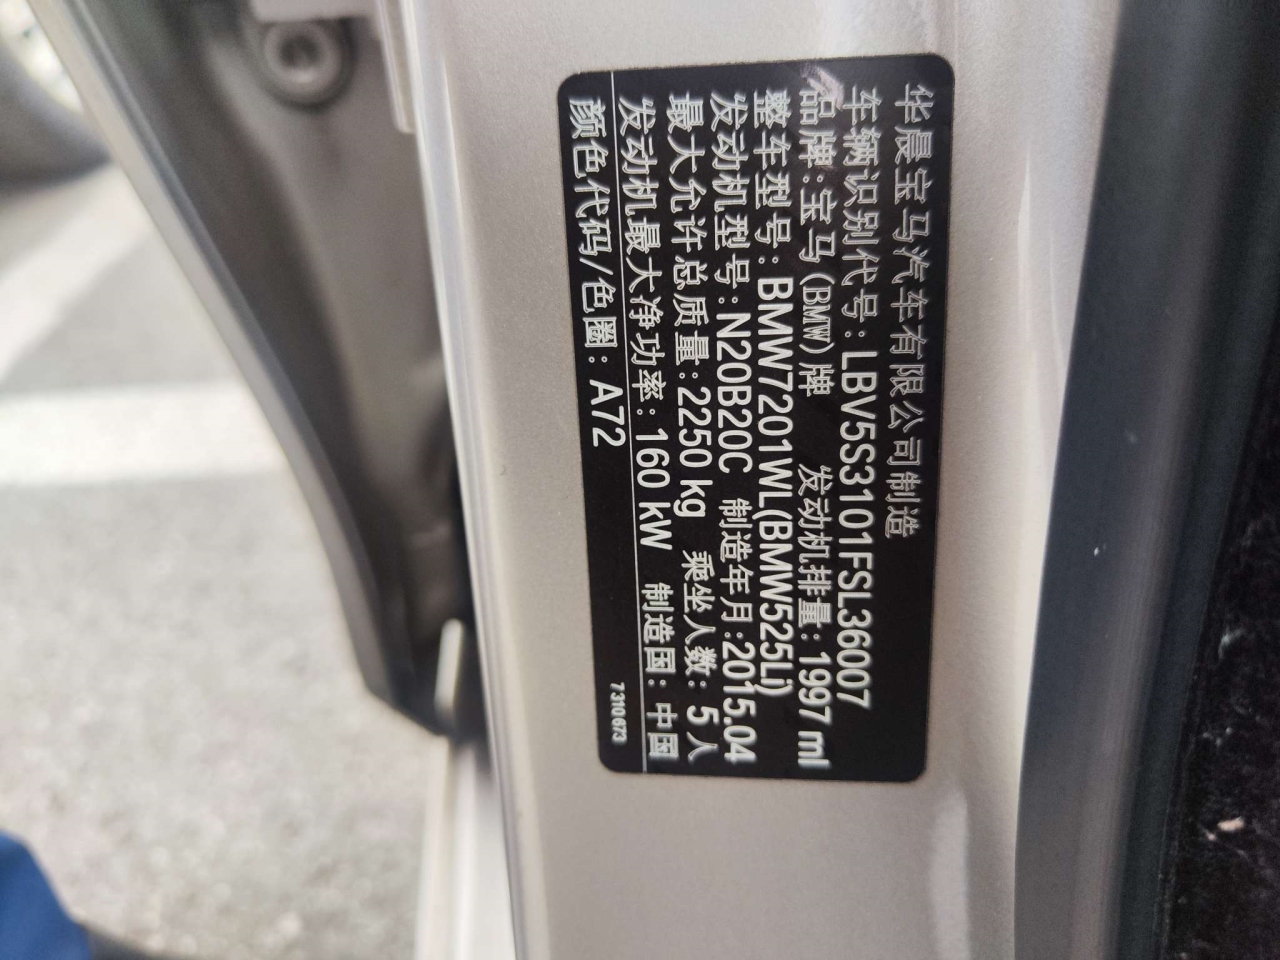 华晨宝马汽车有限公司制造
车辆识别代号: LBV5S3101FSL36007
品牌:宝马(BMW)牌 发动机排量: 1997 ml
整车型号: BMW7201WL(BMW525Li)
发动机型号:N20B20C 制造年月:2015.04
最大允许总质量:2250 kg 乘坐人数: 5 人
发动机最大净功率: 160 kW 制造国: 中国
颜色代码/色圈: A72
7310673